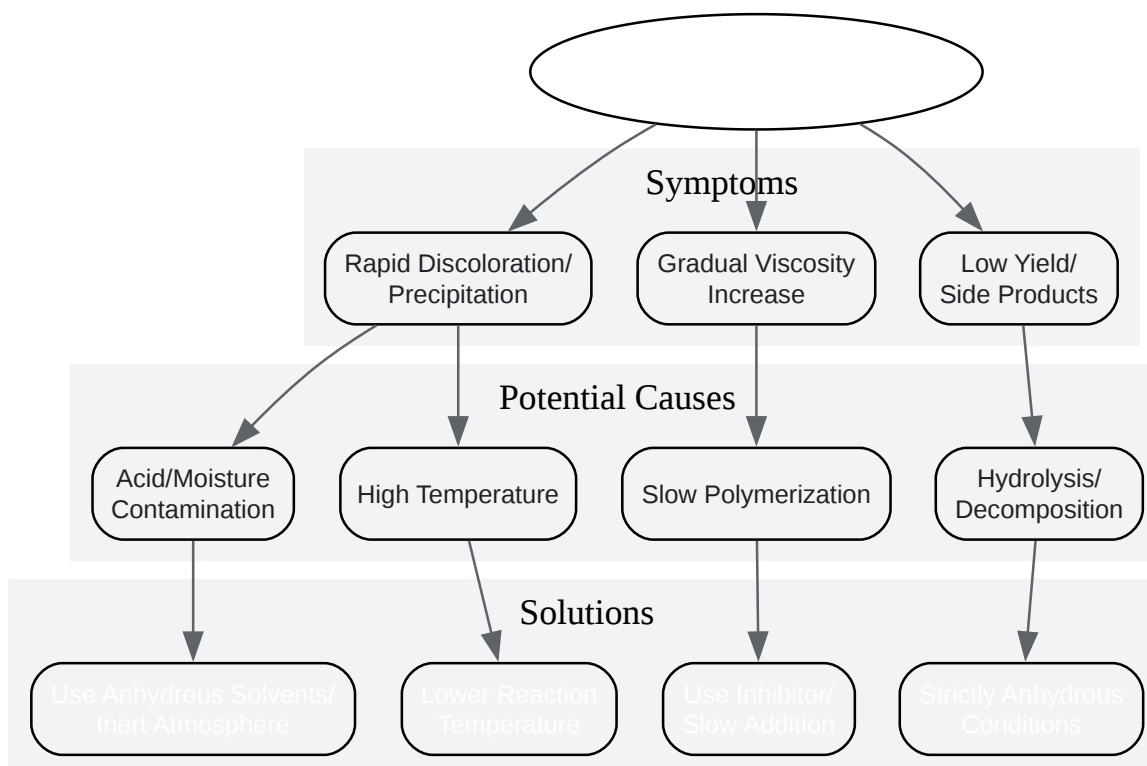 Symptoms
Rapid Discoloration/
Precipitation
Gradual Viscosity
Increase
Low Yield/
Side Products
Potential Causes
Acid/Moisture
Contamination
High Temperature
Slow Polymerization
Hydrolysis/
Decomposition
Solutions
Use Anhydrous Solvents/
Inert Atmosphere
Lower Reaction
Temperature
Use Inhibitor/
Slow Addition
Strictly Anhydrous
Conditions